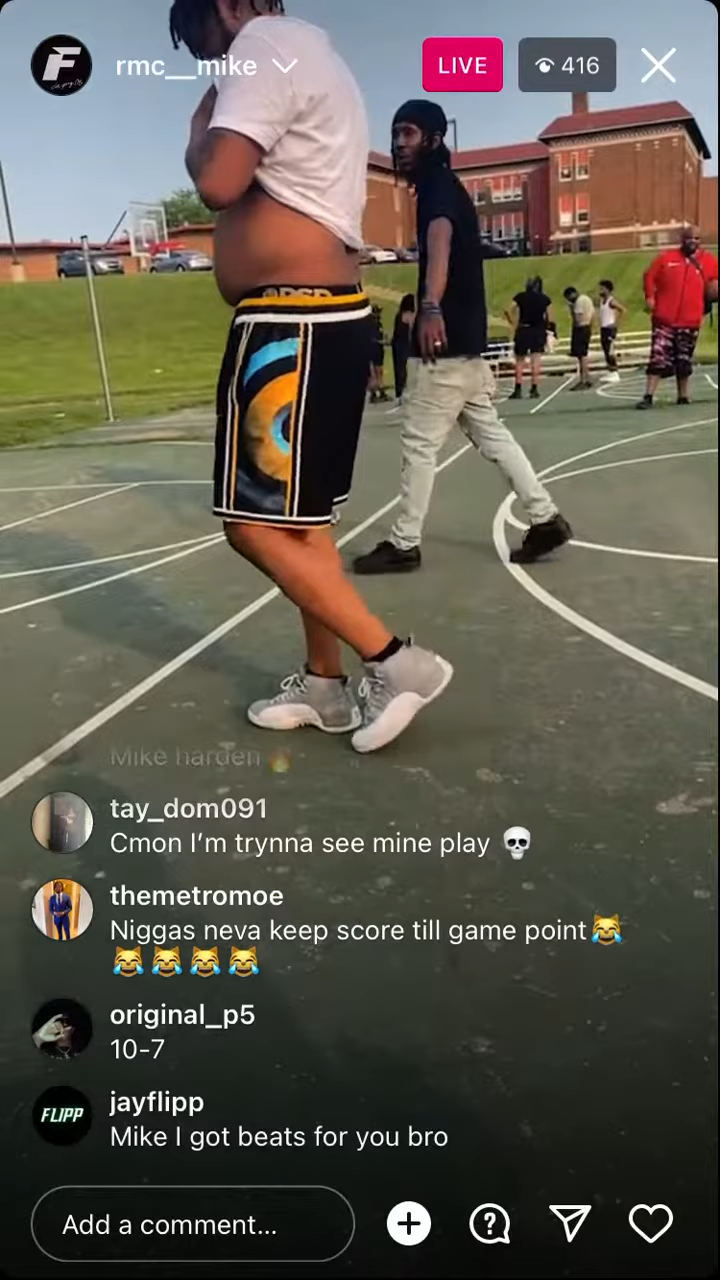 rmc__mike
LIVE
416
Mike harden 🔥
tay_dom091
Cmon I’m trynna see mine play 💀
themetromoe
Niggas neva keep score till game point😹
😹😹😹😹
original_p5
10-7
FLIPP
jayflipp
Mike I got beats for you bro
Add a comment...